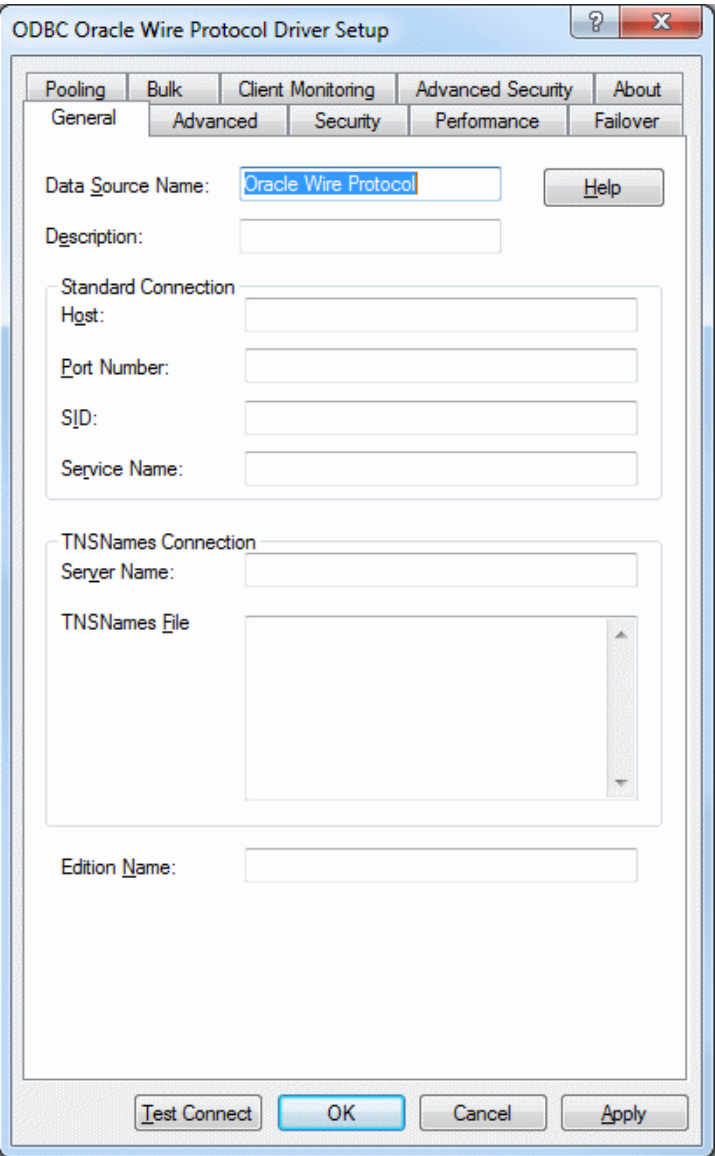 ODBC Oracle Wire Protocol Driver Setup
Pooling Bulk Client Monitoring Advanced Security About
General Advanced Security Performance Failover
Data Source Name: Oracle Wire Protocol Help
Description:
Standard Connection
Host:
Port Number:
SID:
Service Name:
TNSNames Connection
Server Name:
TNSNames File
Edition Name:
Test Connect OK Cancel Apply